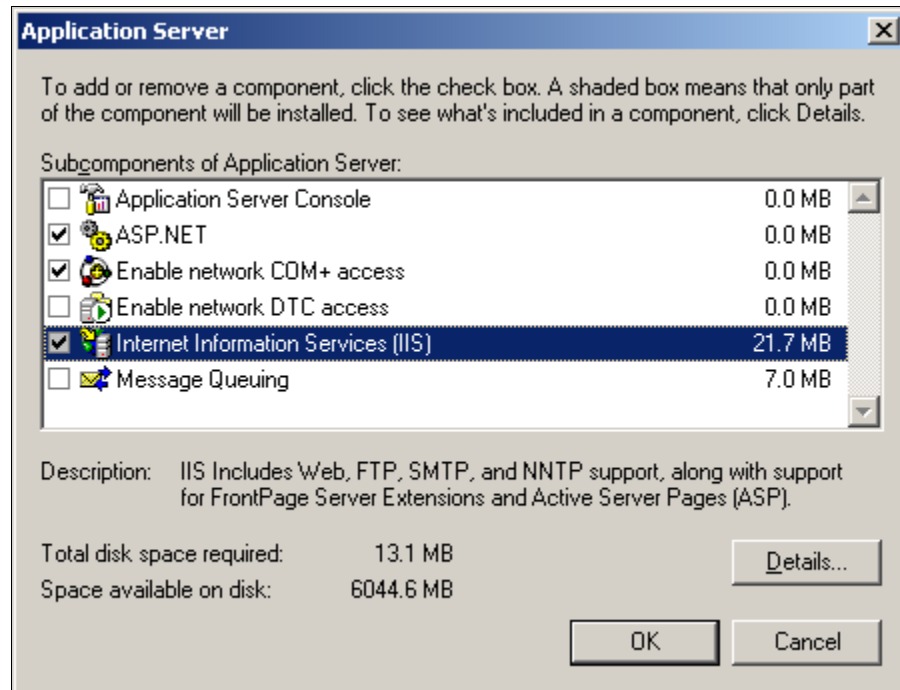 Application Server
To add or remove a component, click the check box. A shaded box means that only part
of the component will be installed. To see what's included in a component, click Details.
Subcomponents of Application Server:
Application Server Console 0.0 MB
ASP.NET 0.0 MB
Enable network COM+ access 0.0 MB
Enable network DTC access 0.0 MB
Internet Information Services (IIS) 21.7 MB
Message Queuing 7.0 MB
Description: IIS Includes Web, FTP, SMTP, and NNTP support, along with support
for FrontPage Server Extensions and Active Server Pages (ASP).
Total disk space required: 13.1 MB
Space available on disk: 6044.6 MB
Details...
OK Cancel